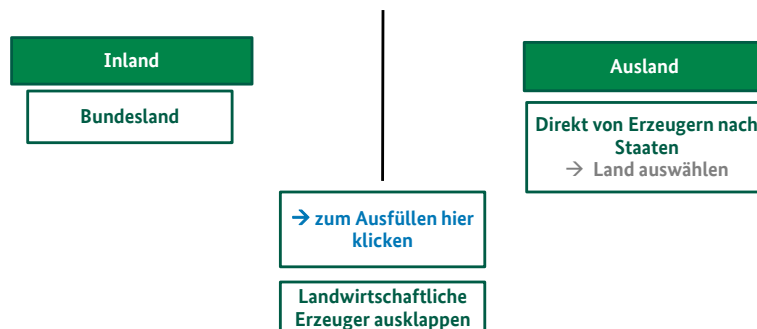 Inland
Bundesland
Ausland
Direkt von Erzeugern nach
Staaten
→ Land auswählen
→ zum Ausfüllen hier
klicken
Landwirtschaftliche
Erzeuger ausklappen